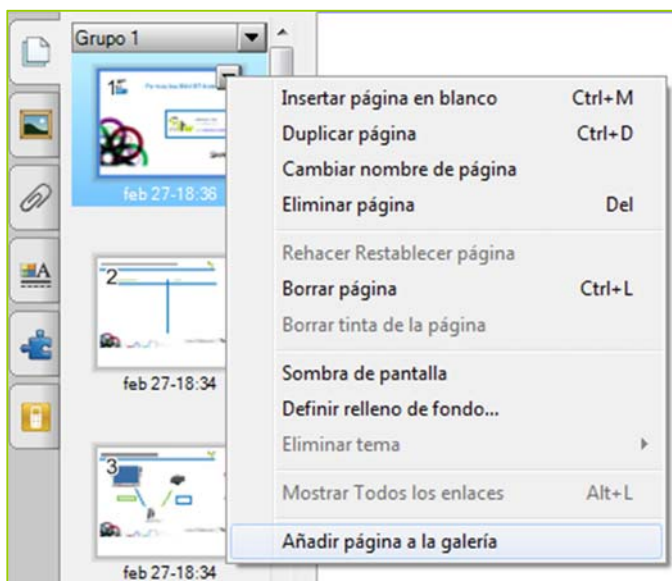 Grupo 1
1
feb 27-18:36
2
feb 27-18:34
3
feb 27-18:34
Insertar página en blanco Ctrl+M
Duplicar página Ctrl+D
Cambiar nombre de página
Eliminar página Del
Rehacer Restablecer página
Borrar página Ctrl+L
Borrar tinta de la página
Sombra de pantalla
Definir relleno de fondo...
Eliminar tema
Mostrar Todos los enlaces Alt+L
Añadir página a la galería